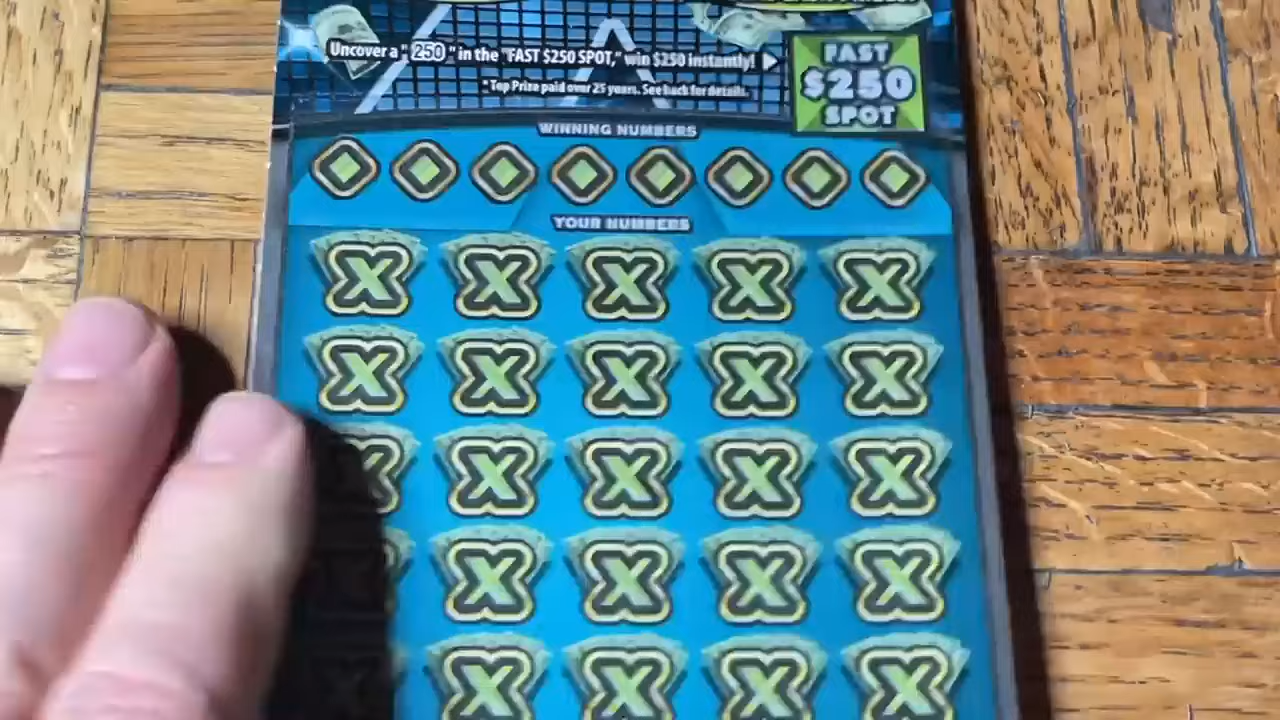 Uncover a "250" in the "FAST $250 SPOT," win $250 instantly!
* Top Prize paid over 25 years. See back for details.
FAST
$250
SPOT
WINNING NUMBERS
YOUR NUMBERS
X X X X X
X X X X X
X X X X X
X X X X
X X X X